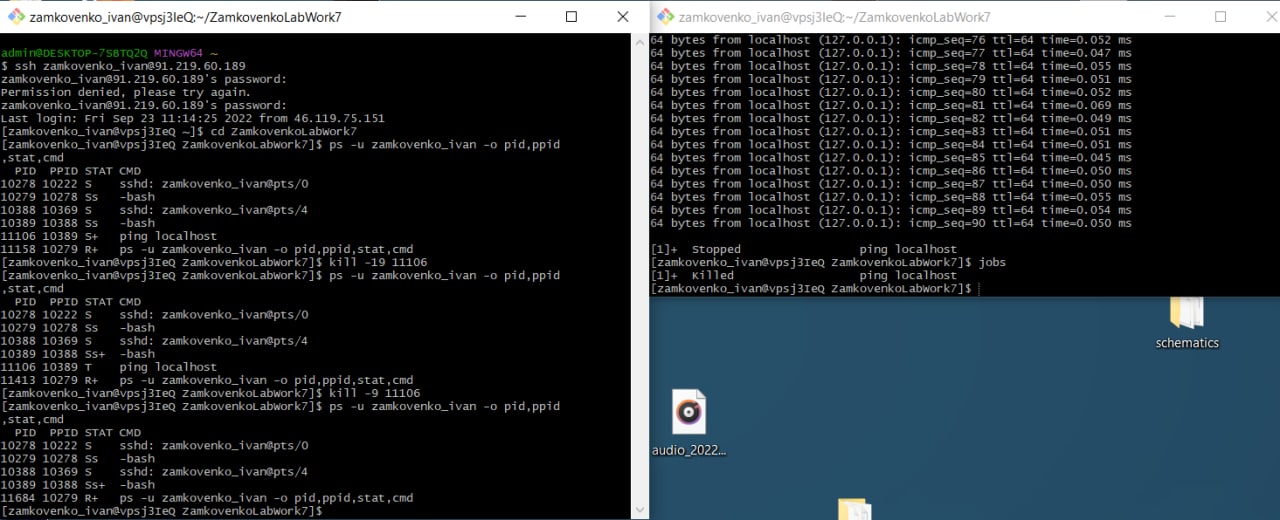 zamkovenko_ivan@vpsj3IeQ:~/ZamkovenkoLabWork7
admin@DESKTOP-7SBTQ2Q MINGW64 ~
$ ssh zamkovenko_ivan@91.219.60.189
zamkovenko_ivan@91.219.60.189's password:
Permission denied, please try again.
zamkovenko_ivan@91.219.60.189's password:
Last login: Fri Sep 23 11:14:25 2022 from 46.119.75.151
[zamkovenko_ivan@vpsj3IeQ ~]$ cd ZamkovenkoLabWork7
[zamkovenko_ivan@vpsj3IeQ ZamkovenkoLabWork7]$ ps -u zamkovenko_ivan -o pid,ppid
,stat,cmd
  PID  PPID STAT CMD
10278 10222 S    sshd: zamkovenko_ivan@pts/0
10279 10278 Ss   -bash
10388 10369 S    sshd: zamkovenko_ivan@pts/4
10389 10388 Ss   -bash
11106 10389 S+   ping localhost
11158 10279 R+   ps -u zamkovenko_ivan -o pid,ppid,stat,cmd
[zamkovenko_ivan@vpsj3IeQ ZamkovenkoLabWork7]$ kill -19 11106
[zamkovenko_ivan@vpsj3IeQ ZamkovenkoLabWork7]$ ps -u zamkovenko_ivan -o pid,ppid
,stat,cmd
  PID  PPID STAT CMD
10278 10222 S    sshd: zamkovenko_ivan@pts/0
10279 10278 Ss   -bash
10388 10369 S    sshd: zamkovenko_ivan@pts/4
10389 10388 Ss+  -bash
11106 10389 T    ping localhost
11413 10279 R+   ps -u zamkovenko_ivan -o pid,ppid,stat,cmd
[zamkovenko_ivan@vpsj3IeQ ZamkovenkoLabWork7]$ kill -9 11106
[zamkovenko_ivan@vpsj3IeQ ZamkovenkoLabWork7]$ ps -u zamkovenko_ivan -o pid,ppid
,stat,cmd
  PID  PPID STAT CMD
10278 10222 S    sshd: zamkovenko_ivan@pts/0
10279 10278 Ss   -bash
10388 10369 S    sshd: zamkovenko_ivan@pts/4
10389 10388 Ss+  -bash
11684 10279 R+   ps -u zamkovenko_ivan -o pid,ppid,stat,cmd
[zamkovenko_ivan@vpsj3IeQ ZamkovenkoLabWork7]$
zamkovenko_ivan@vpsj3IeQ:~/ZamkovenkoLabWork7
64 bytes from localhost (127.0.0.1): icmp_seq=76 ttl=64 time=0.052 ms
64 bytes from localhost (127.0.0.1): icmp_seq=77 ttl=64 time=0.047 ms
64 bytes from localhost (127.0.0.1): icmp_seq=78 ttl=64 time=0.055 ms
64 bytes from localhost (127.0.0.1): icmp_seq=79 ttl=64 time=0.051 ms
64 bytes from localhost (127.0.0.1): icmp_seq=80 ttl=64 time=0.052 ms
64 bytes from localhost (127.0.0.1): icmp_seq=81 ttl=64 time=0.069 ms
64 bytes from localhost (127.0.0.1): icmp_seq=82 ttl=64 time=0.049 ms
64 bytes from localhost (127.0.0.1): icmp_seq=83 ttl=64 time=0.051 ms
64 bytes from localhost (127.0.0.1): icmp_seq=84 ttl=64 time=0.051 ms
64 bytes from localhost (127.0.0.1): icmp_seq=85 ttl=64 time=0.045 ms
64 bytes from localhost (127.0.0.1): icmp_seq=86 ttl=64 time=0.050 ms
64 bytes from localhost (127.0.0.1): icmp_seq=87 ttl=64 time=0.050 ms
64 bytes from localhost (127.0.0.1): icmp_seq=88 ttl=64 time=0.055 ms
64 bytes from localhost (127.0.0.1): icmp_seq=89 ttl=64 time=0.054 ms
64 bytes from localhost (127.0.0.1): icmp_seq=90 ttl=64 time=0.050 ms
[1]+  Stopped                 ping localhost
[zamkovenko_ivan@vpsj3IeQ ZamkovenkoLabWork7]$ jobs
[1]+  Killed                  ping localhost
[zamkovenko_ivan@vpsj3IeQ ZamkovenkoLabWork7]$
schematics
audio_2022...